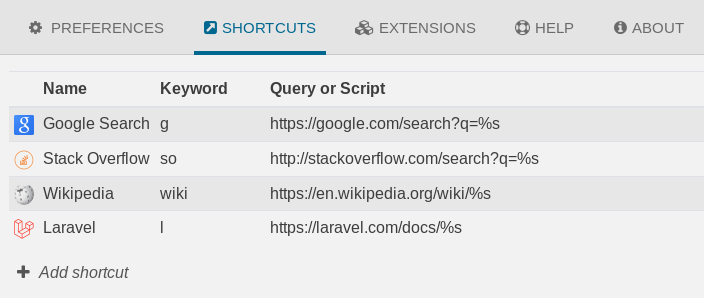 PREFERENCES SHORTCUTS EXTENSIONS HELP ABOUT
Name Keyword Query or Script
Google Search g https://google.com/search?q=%s
Stack Overflow so http://stackoverflow.com/search?q=%s
Wikipedia wiki https://en.wikipedia.org/wiki/%s
Laravel l https://laravel.com/docs/%s
Add shortcut